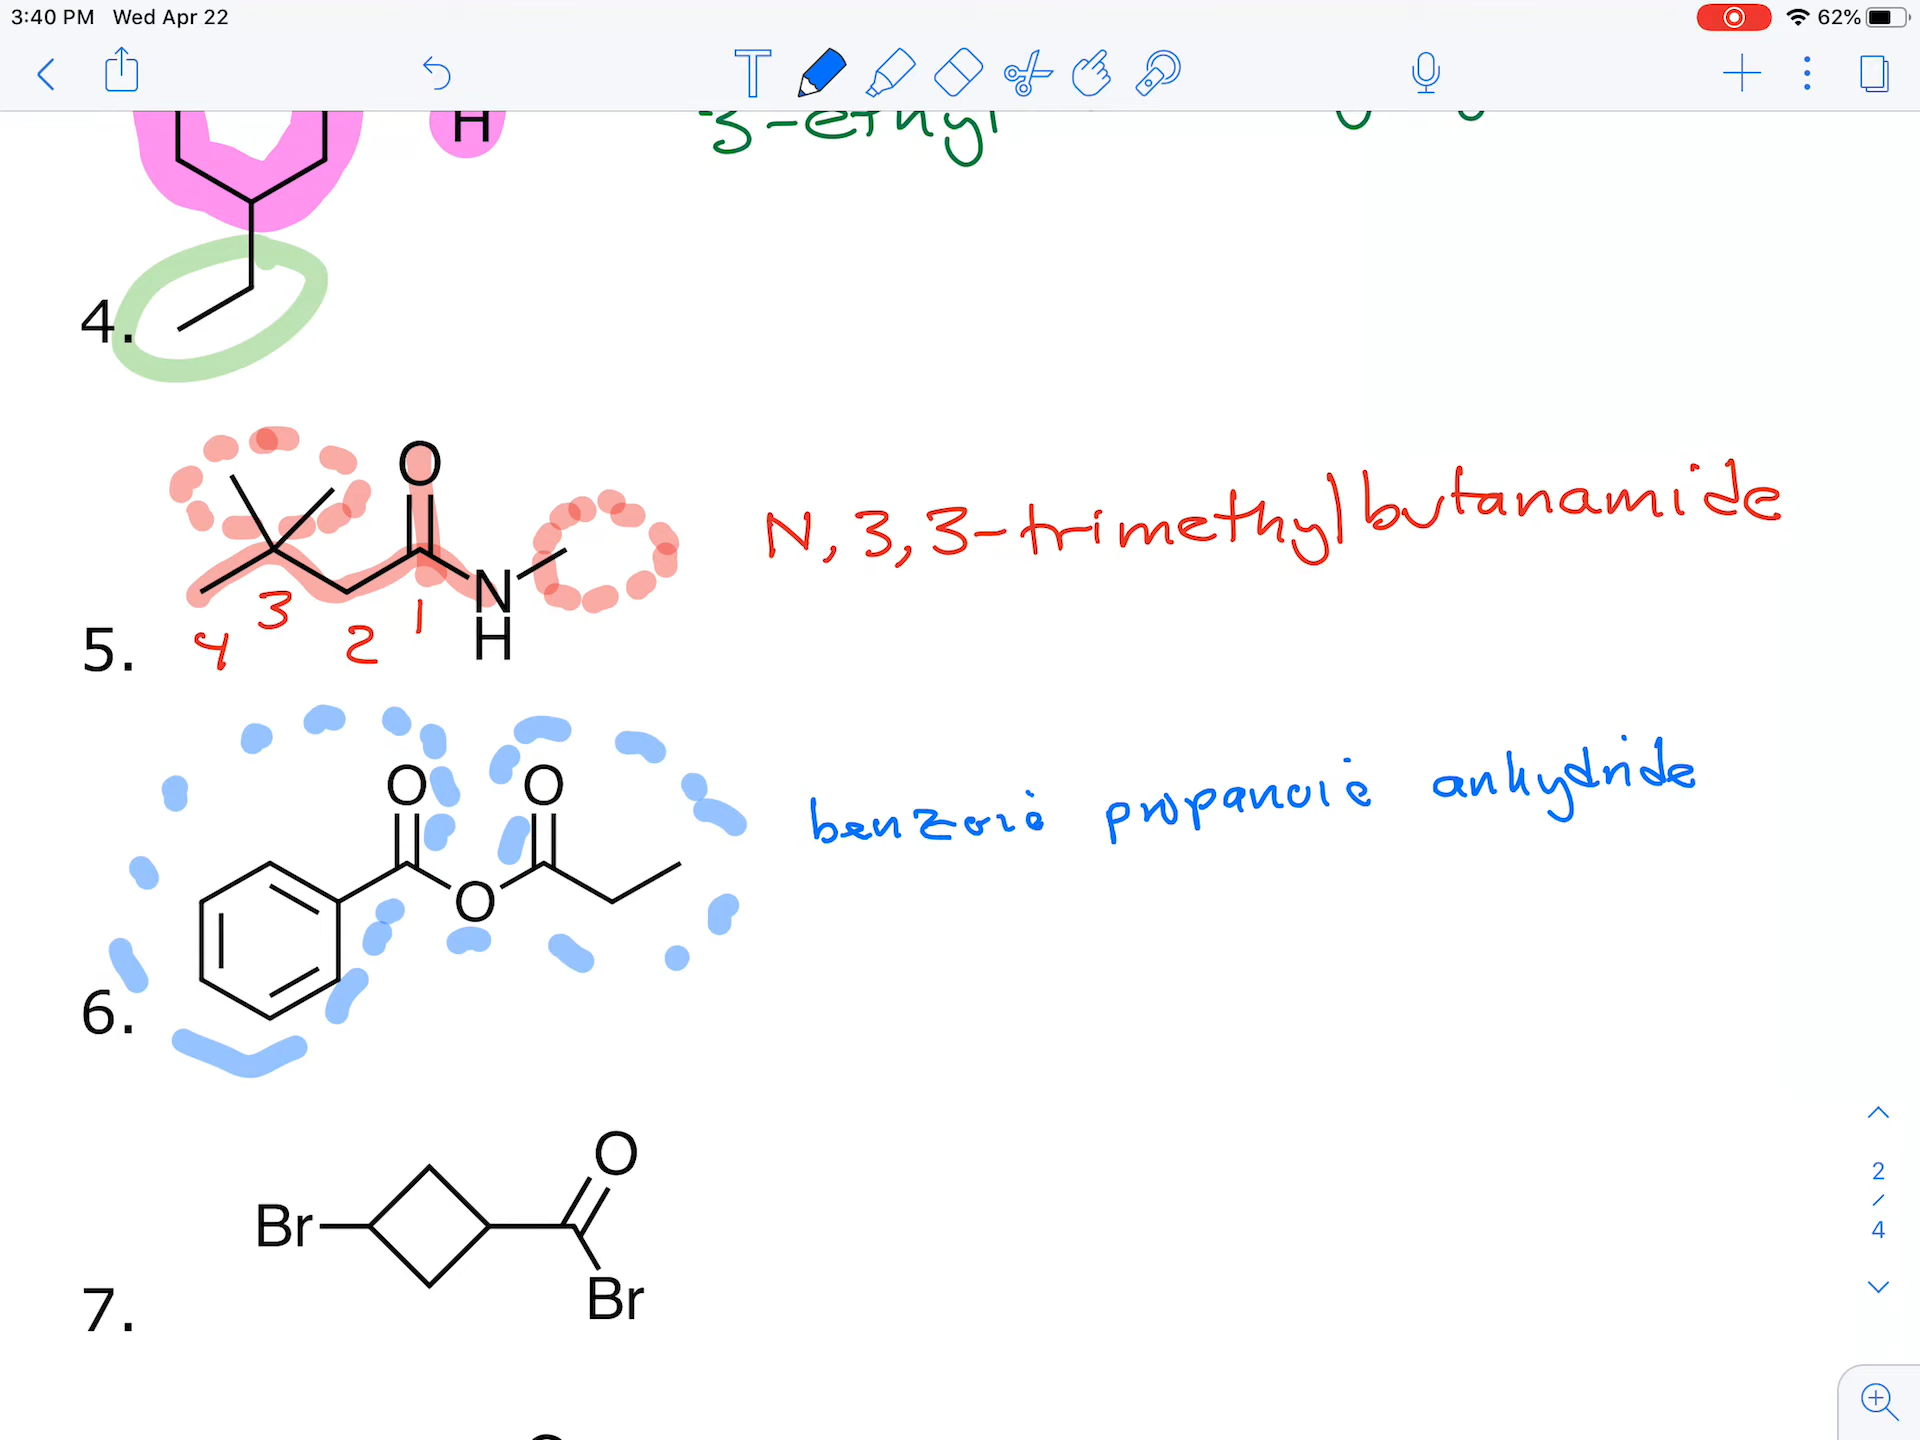 3:40 PM Wed Apr 22 62%
T
H 3-ethyl
4.
O
N, 3, 3-trimethylbutanamide
N
H
4 3 2 1
5.
O O
benzoic propanoic anhydride
O
6.
O
Br
Br
7.
2
/
4